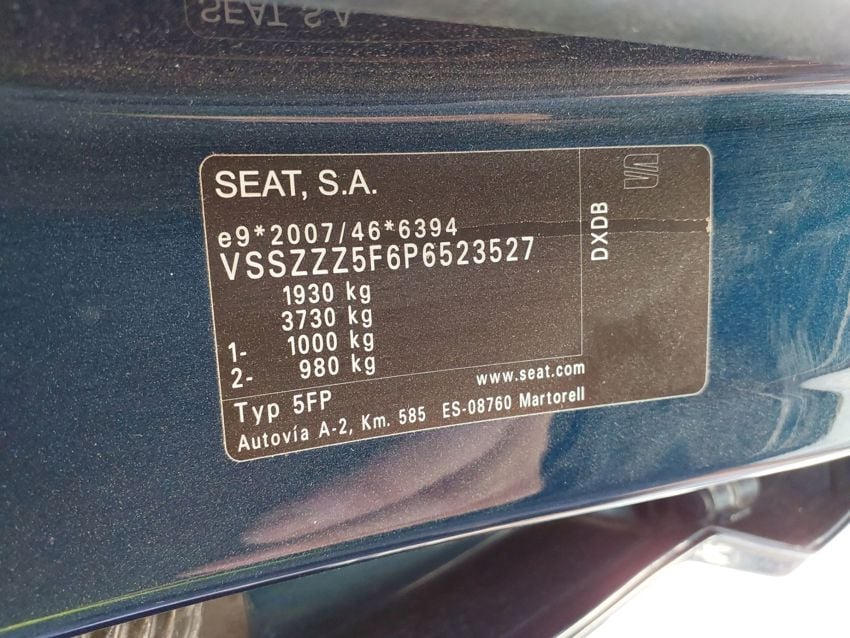 SEAT, S.A.
e9*2007/46*6394
VSSZZZ5F6P6523527
1930 kg
3730 kg
1- 1000 kg
2- 980 kg
Typ 5FP
www.seat.com
Autovía A-2, Km. 585 ES-08760 Martorell
DXDB
SEAT S A